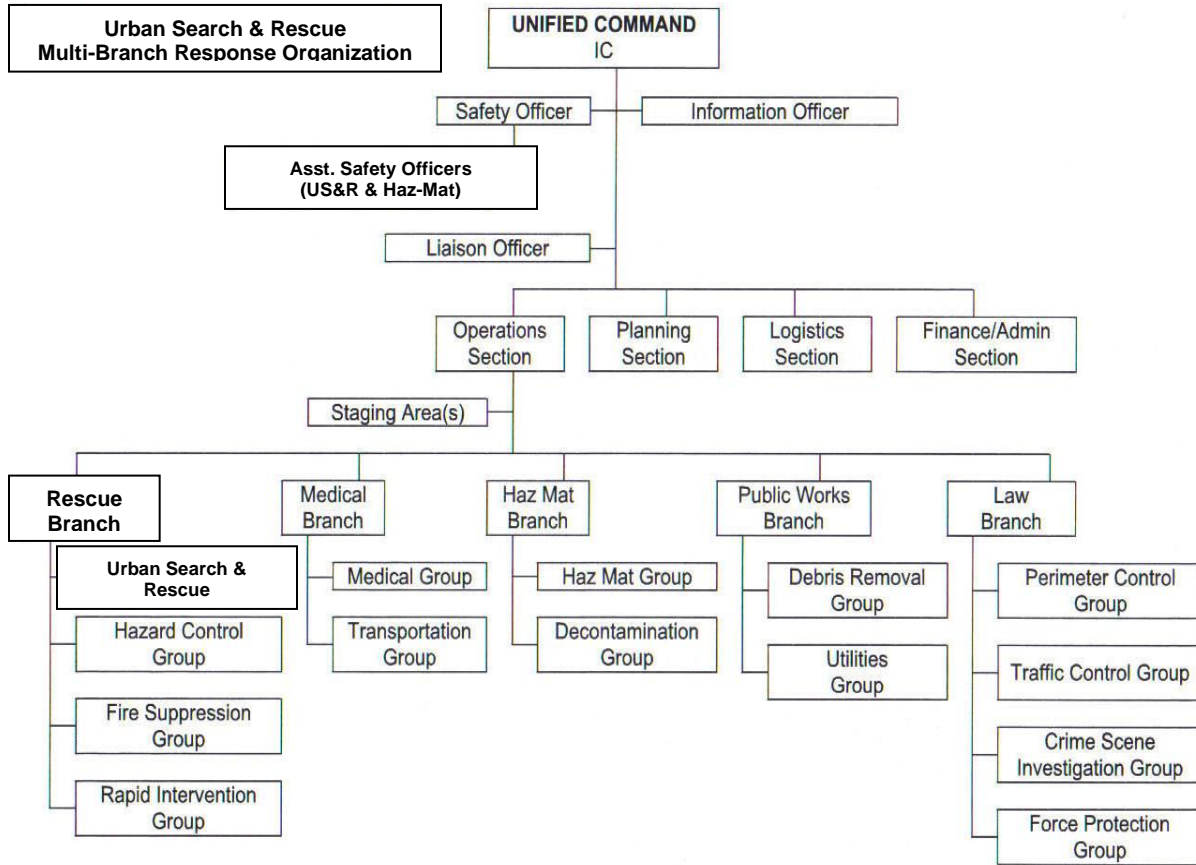 Urban Search & Rescue
Multi-Branch Response Organization
UNIFIED COMMAND
IC
Safety Officer
Information Officer
Asst. Safety Officers
(US&R & Haz-Mat)
Liaison Officer
Operations
Section
Planning
Section
Logistics
Section
Finance/Admin
Section
Staging Area(s)
Rescue
Branch
Medical
Branch
Haz Mat
Branch
Public Works
Branch
Law
Branch
Urban Search &
Rescue
Hazard Control
Group
Fire Suppression
Group
Rapid Intervention
Group
Medical Group
Transportation
Group
Haz Mat Group
Decontamination
Group
Debris Removal
Group
Utilities
Group
Perimeter Control
Group
Traffic Control Group
Crime Scene
Investigation Group
Force Protection
Group